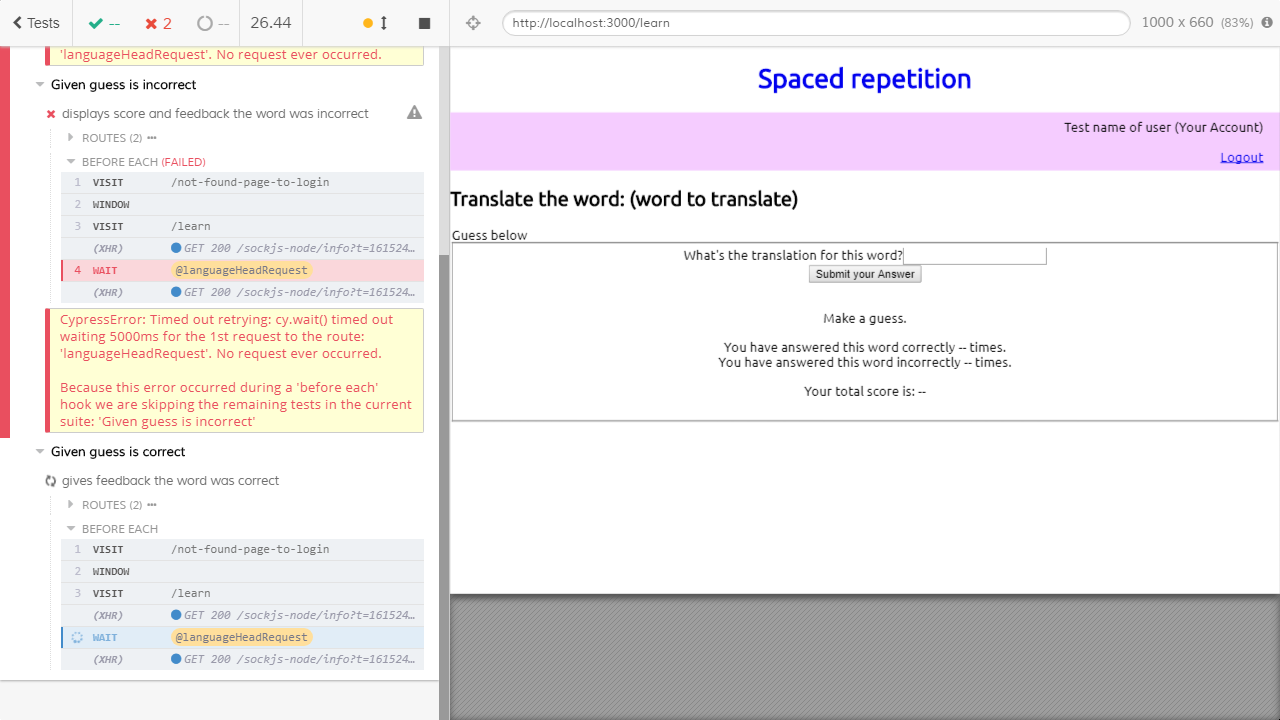 Tests
--
2
--
26.44
http://localhost:3000/learn
1000 x 660 (83%)
'languageHeadRequest'. No request ever occurred.
Given guess is incorrect
displays score and feedback the word was incorrect
ROUTES (2)
BEFORE EACH (FAILED)
1 VISIT /not-found-page-to-login
2 WINDOW
3 VISIT /learn
(XHR) GET 200 /sockjs-node/info?t=161524…
4 WAIT @languageHeadRequest
(XHR) GET 200 /sockjs-node/info?t=161524…
CypressError: Timed out retrying: cy.wait() timed out
waiting 5000ms for the 1st request to the route:
'languageHeadRequest'. No request ever occurred.
Because this error occurred during a 'before each'
hook we are skipping the remaining tests in the current
suite: 'Given guess is incorrect'
Given guess is correct
gives feedback the word was correct
ROUTES (2)
BEFORE EACH
1 VISIT /not-found-page-to-login
2 WINDOW
3 VISIT /learn
(XHR) GET 200 /sockjs-node/info?t=161524…
WAIT @languageHeadRequest
(XHR) GET 200 /sockjs-node/info?t=161524…
Spaced repetition
Test name of user (Your Account)
Logout
Translate the word: (word to translate)
Guess below
What's the translation for this word?
Submit your Answer
Make a guess.
You have answered this word correctly -- times.
You have answered this word incorrectly -- times.
Your total score is: --